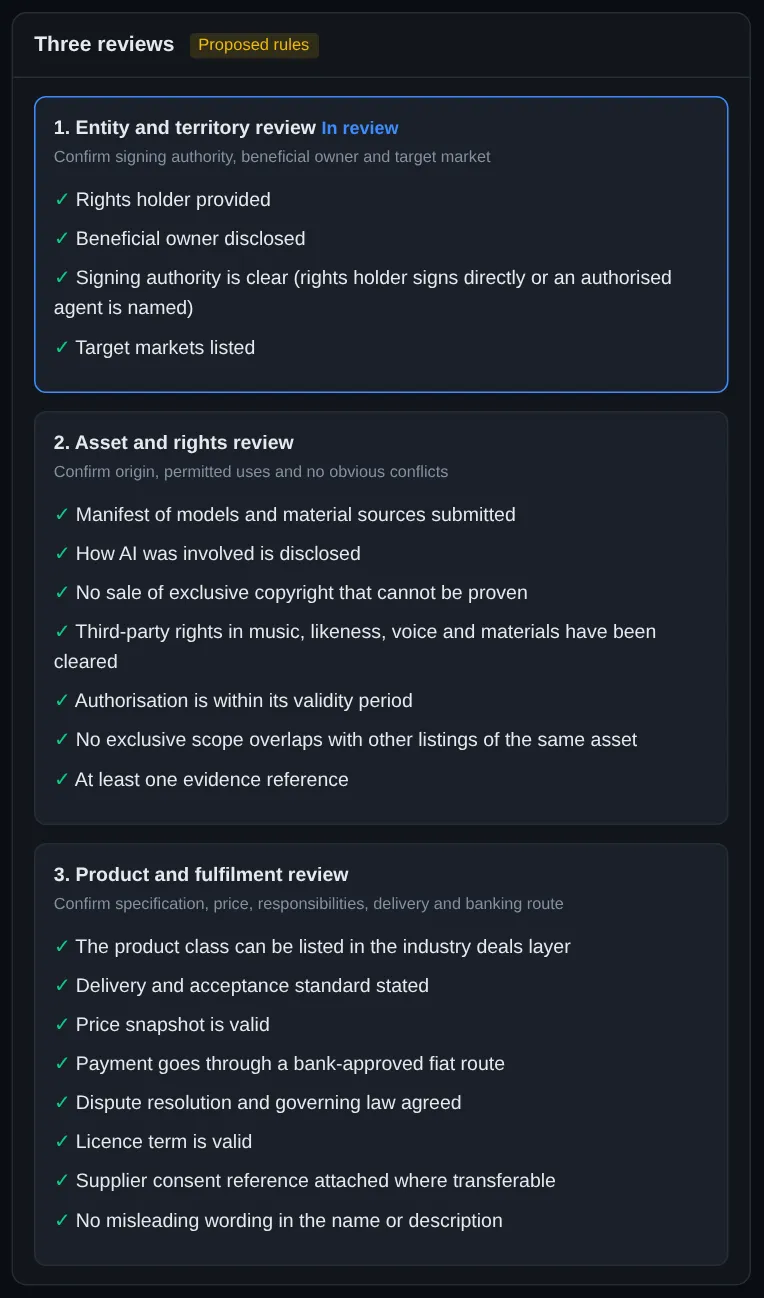 Three reviews Proposed rules
1. Entity and territory review In review
Confirm signing authority, beneficial owner and target market
✓ Rights holder provided
✓ Beneficial owner disclosed
✓ Signing authority is clear (rights holder signs directly or an authorised
agent is named)
✓ Target markets listed
2. Asset and rights review
Confirm origin, permitted uses and no obvious conflicts
✓ Manifest of models and material sources submitted
✓ How AI was involved is disclosed
✓ No sale of exclusive copyright that cannot be proven
✓ Third-party rights in music, likeness, voice and materials have been
cleared
✓ Authorisation is within its validity period
✓ No exclusive scope overlaps with other listings of the same asset
✓ At least one evidence reference
3. Product and fulfilment review
Confirm specification, price, responsibilities, delivery and banking route
✓ The product class can be listed in the industry deals layer
✓ Delivery and acceptance standard stated
✓ Price snapshot is valid
✓ Payment goes through a bank-approved fiat route
✓ Dispute resolution and governing law agreed
✓ Licence term is valid
✓ Supplier consent reference attached where transferable
✓ No misleading wording in the name or description